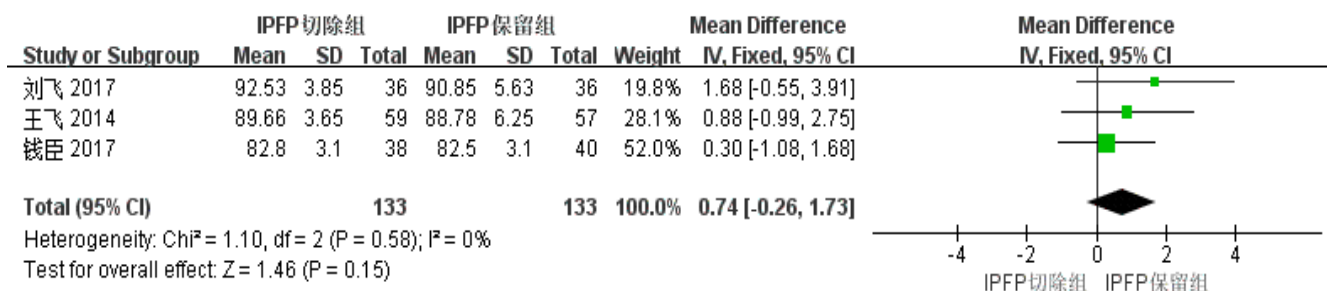 IPFP切除组 IPFP保留组 Mean Difference Mean Difference
Study or Subgroup Mean SD Total Mean SD Total Weight IV, Fixed, 95% CI IV, Fixed, 95% CI
刘飞 2017 92.53 3.85 36 90.85 5.63 36 19.8% 1.68 [-0.55, 3.91]
王飞 2014 89.66 3.65 59 88.78 6.25 57 28.1% 0.88 [-0.99, 2.75]
钱臣 2017 82.8 3.1 38 82.5 3.1 40 52.0% 0.30 [-1.08, 1.68]
Total (95% CI) 133 133 100.0% 0.74 [-0.26, 1.73]
Heterogeneity: Chi² = 1.10, df = 2 (P = 0.58); I² = 0%
Test for overall effect: Z = 1.46 (P = 0.15)
-4 -2 0 2 4
IPFP切除组 IPFP保留组